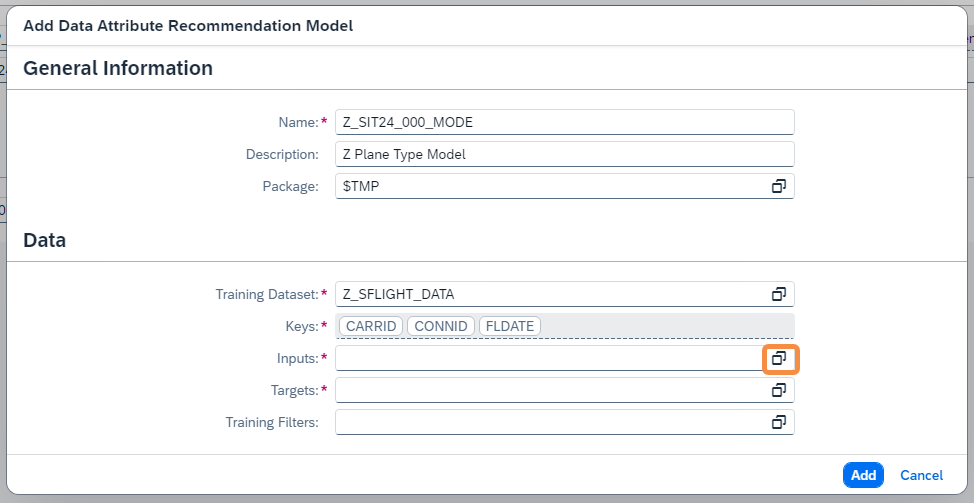 Add Data Attribute Recommendation Model
General Information
Name:* Z_SIT24_000_MODE
Description: Z Plane Type Model
Package: $TMP
Data
Training Dataset:* Z_SFLIGHT_DATA
Keys:* CARRID CONNID FLDATE
Inputs:*
Targets:*
Training Filters:
Add Cancel